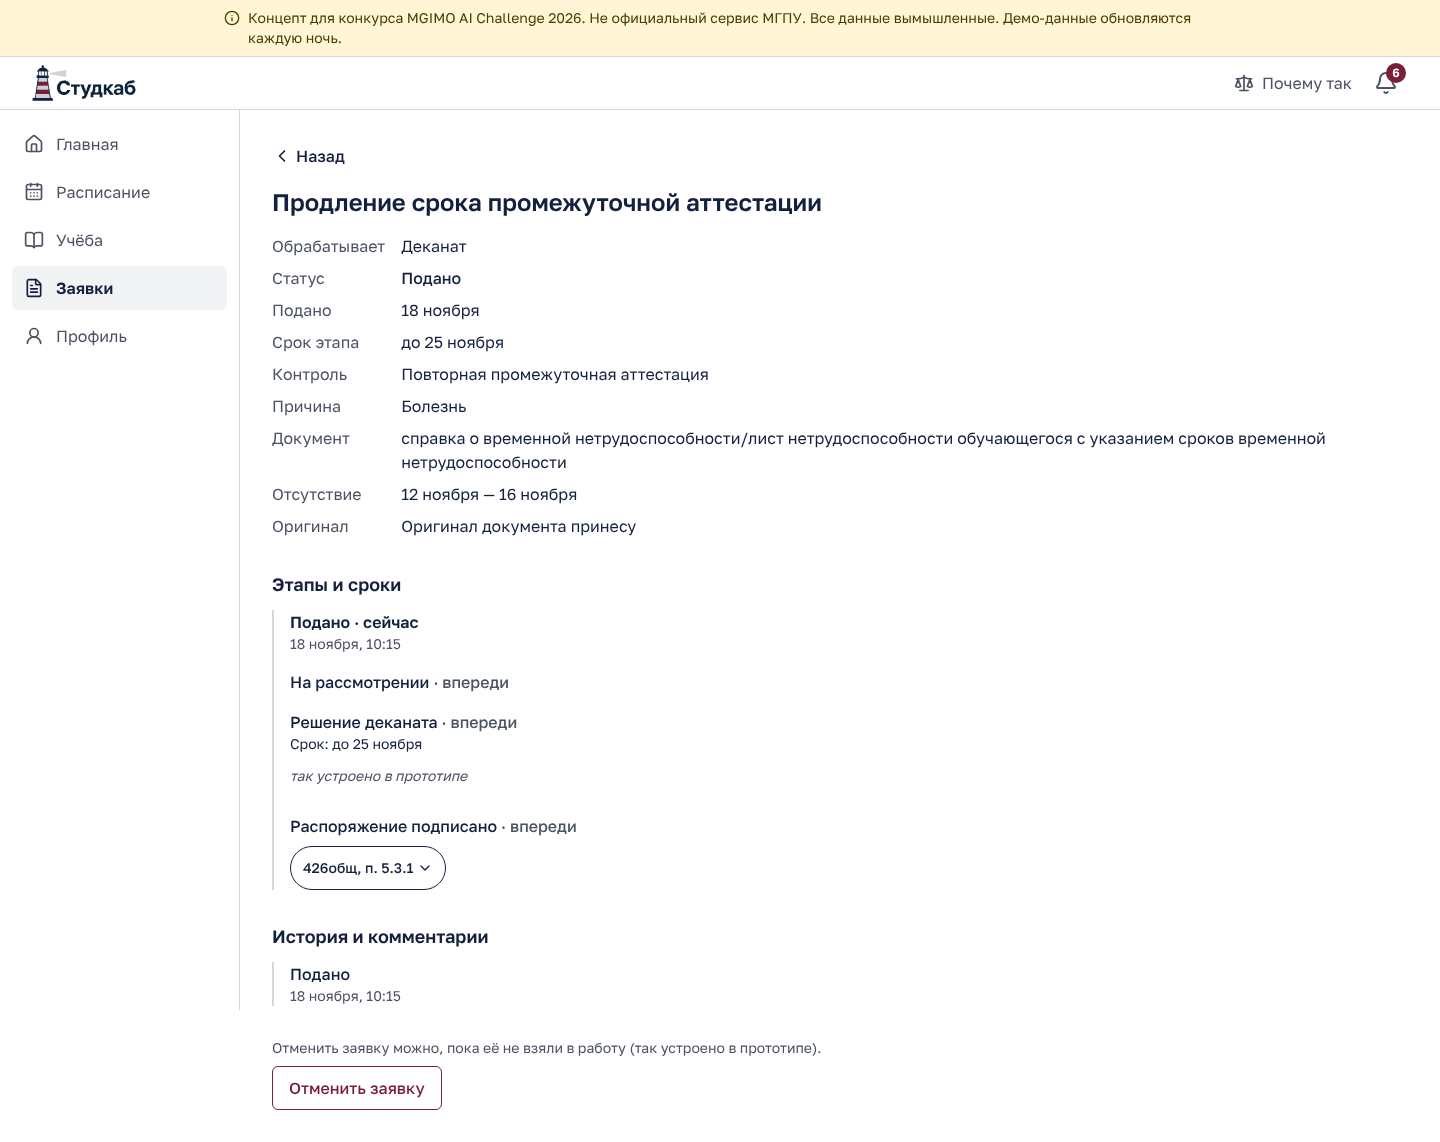 Концепт для конкурса MGIMO AI Challenge 2026. Не официальный сервис МГПУ. Все данные вымышленные. Демо-данные обновляются
каждую ночь.
Студкаб
Почему так
6
Главная
Расписание
Учёба
Заявки
Профиль
Назад
Продление срока промежуточной аттестации
Обрабатывает Деканат
Статус Подано
Подано 18 ноября
Срок этапа до 25 ноября
Контроль Повторная промежуточная аттестация
Причина Болезнь
Документ справка о временной нетрудоспособности/лист нетрудоспособности обучающегося с указанием сроков временной
нетрудоспособности
Отсутствие 12 ноября — 16 ноября
Оригинал Оригинал документа принесу
Этапы и сроки
Подано · сейчас
18 ноября, 10:15
На рассмотрении · впереди
Решение деканата · впереди
Срок: до 25 ноября
так устроено в прототипе
Распоряжение подписано · впереди
426общ, п. 5.3.1
История и комментарии
Подано
18 ноября, 10:15
Отменить заявку можно, пока её не взяли в работу (так устроено в прототипе).
Отменить заявку